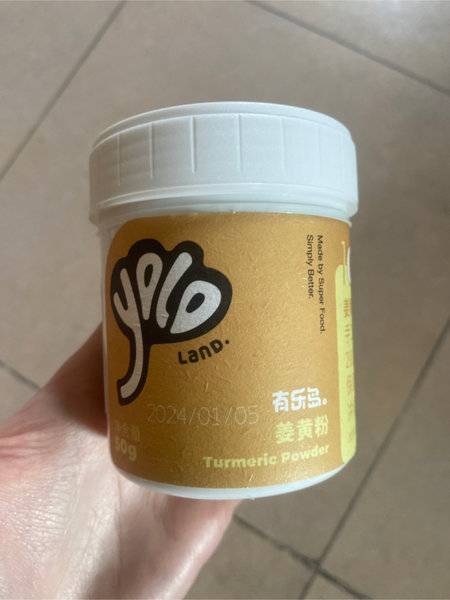 yolo
Land.
Made by Super Food.
Simply Better.
2024/01/05
有乐岛。
姜黄粉
Turmeric Powder
净含量
50g